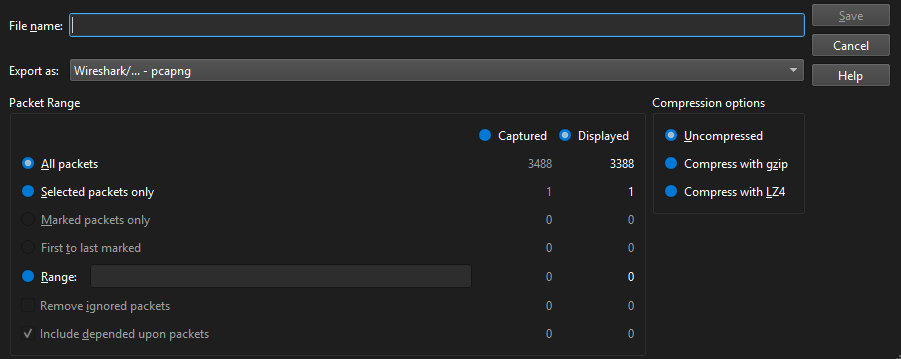 File name:
Save
Cancel
Export as: Wireshark/... - pcapng
Help
Packet Range
Compression options
Captured Displayed
Uncompressed
All packets 3488 3388
Compress with gzip
Selected packets only 1 1
Compress with LZ4
Marked packets only 0 0
First to last marked 0 0
Range: 0 0
Remove ignored packets 0 0
Include depended upon packets 0 0